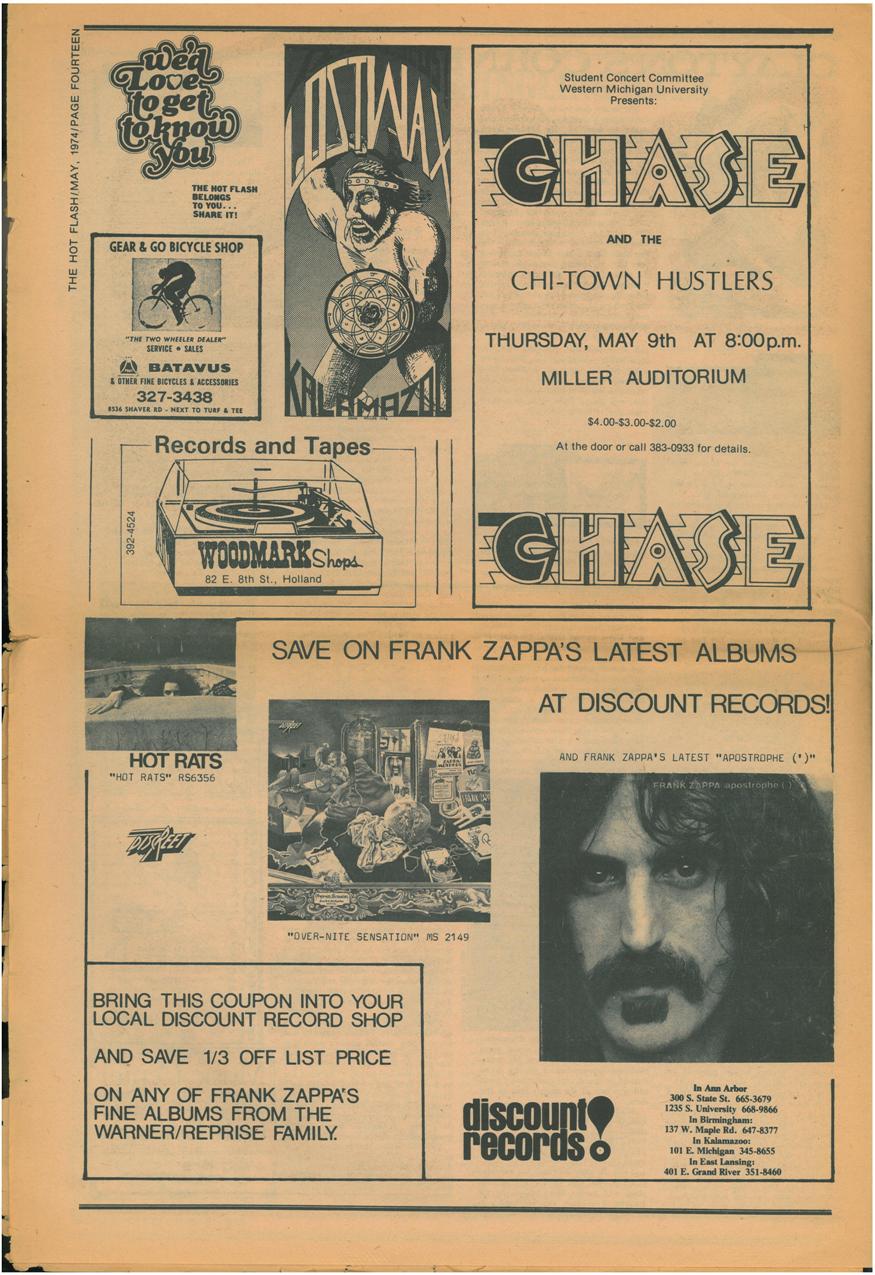 THE HOT FLASH/MAY, 1974/PAGE FOURTEEN
we'd
Love
to get
to know
you
THE HOT FLASH
BELONGS
TO YOU...
SHARE IT!
GEAR & GO BICYCLE SHOP
"THE TWO WHEELER DEALER"
SERVICE • SALES
BATAVUS
& OTHER FINE BICYCLES & ACCESSORIES
327-3438
8536 SHAVER RD - NEXT TO TURF & TEE
LOST WAX
KALAMAZOO
Student Concert Committee
Western Michigan University
Presents:
CHASE
AND THE
CHI-TOWN HUSTLERS
THURSDAY, MAY 9th AT 8:00p.m.
MILLER AUDITORIUM
$4.00-$3.00-$2.00
At the door or call 383-0933 for details.
CHASE
Records and Tapes
392-4524
WOODMARK Shops
82 E. 8th St., Holland
SAVE ON FRANK ZAPPA'S LATEST ALBUMS
AT DISCOUNT RECORDS!
HOT RATS
"HOT RATS" RS6356
DISCREET
DISCREET
"OVER-NITE SENSATION" MS 2149
AND FRANK ZAPPA'S LATEST "APOSTROPHE (')"
FRANK ZAPPA apostrophe (')
BRING THIS COUPON INTO YOUR
LOCAL DISCOUNT RECORD SHOP
AND SAVE 1/3 OFF LIST PRICE
ON ANY OF FRANK ZAPPA'S
FINE ALBUMS FROM THE
WARNER/REPRISE FAMILY.
discount
records!
In Ann Arbor
300 S. State St. 665-3679
1235 S. University 668-9866
In Birmingham:
137 W. Maple Rd. 647-8377
In Kalamazoo:
101 E. Michigan 345-8655
In East Lansing:
401 E. Grand River 351-8460